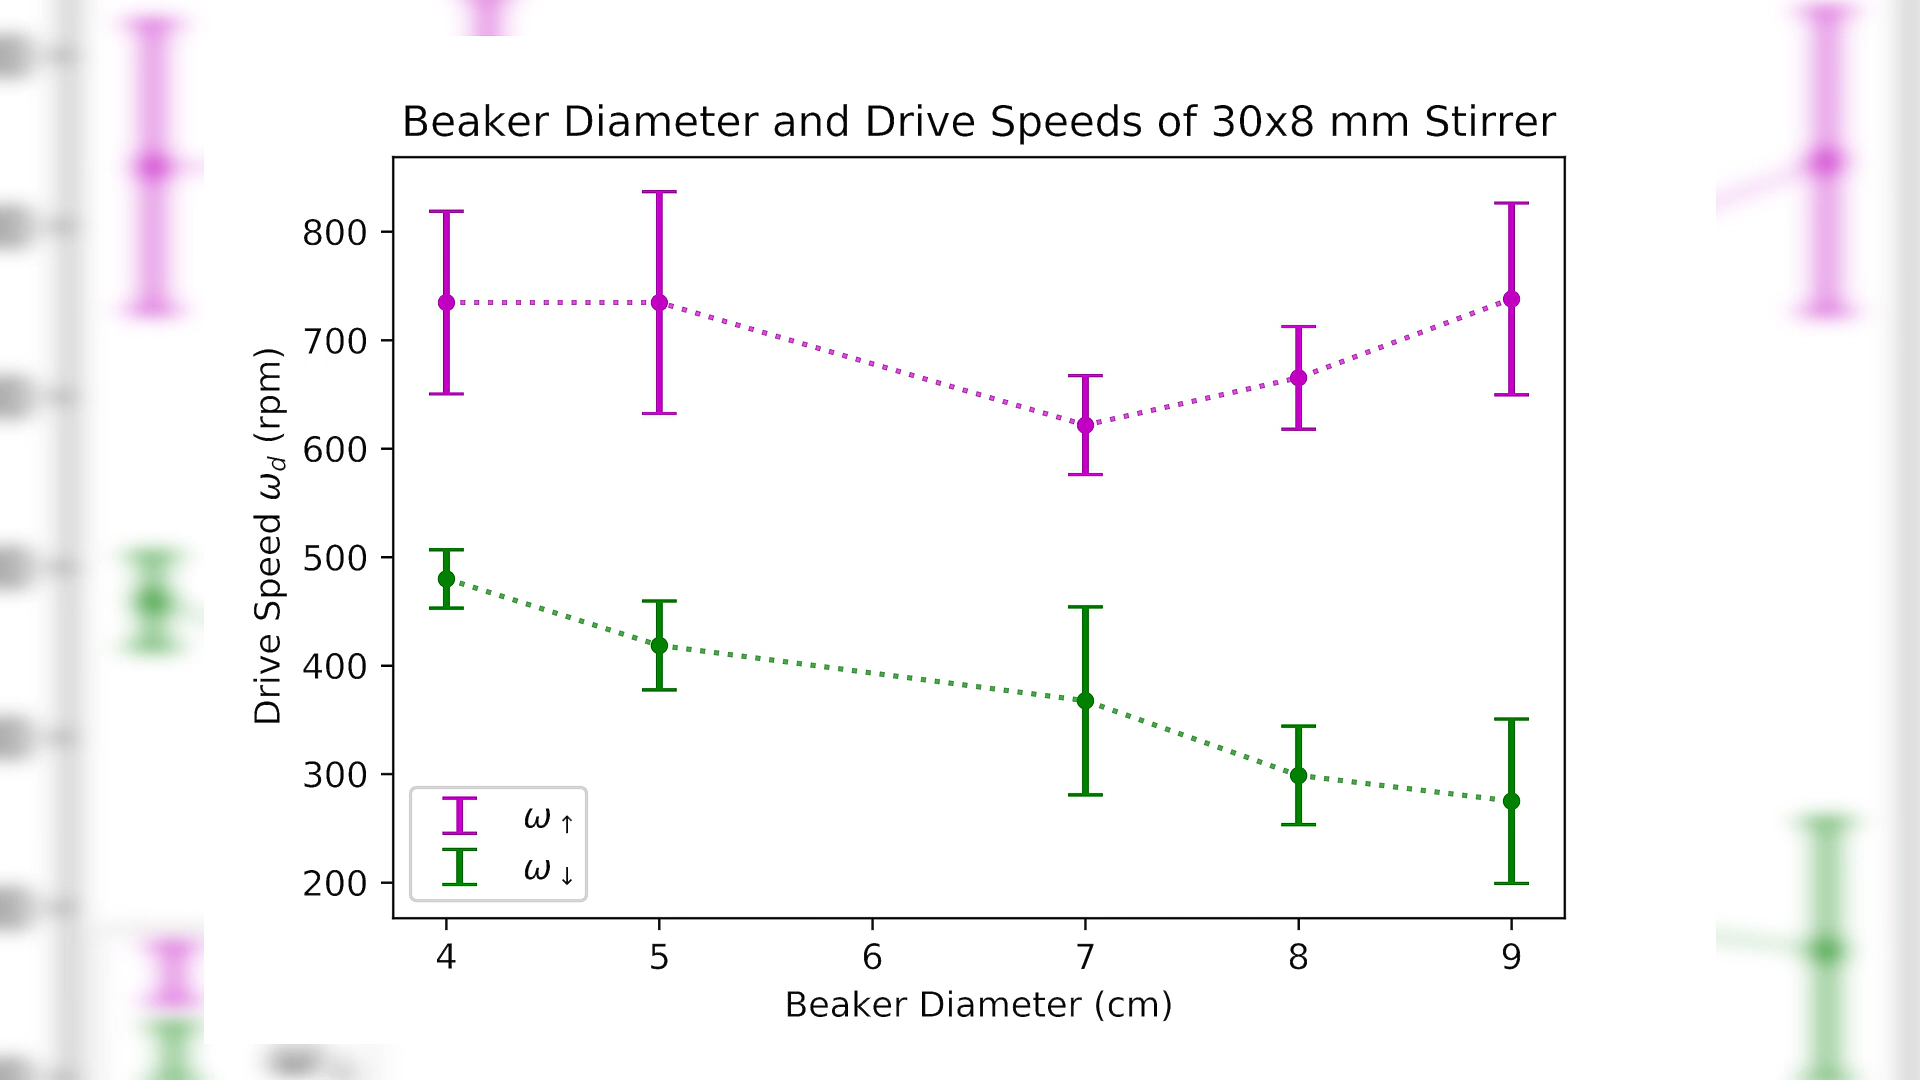 Beaker Diameter and Drive Speeds of 30x8 mm Stirrer
Drive Speed ω_d (rpm)
800
700
600
500
400
300
200
ω ↑
ω ↓
4 5 6 7 8 9
Beaker Diameter (cm)